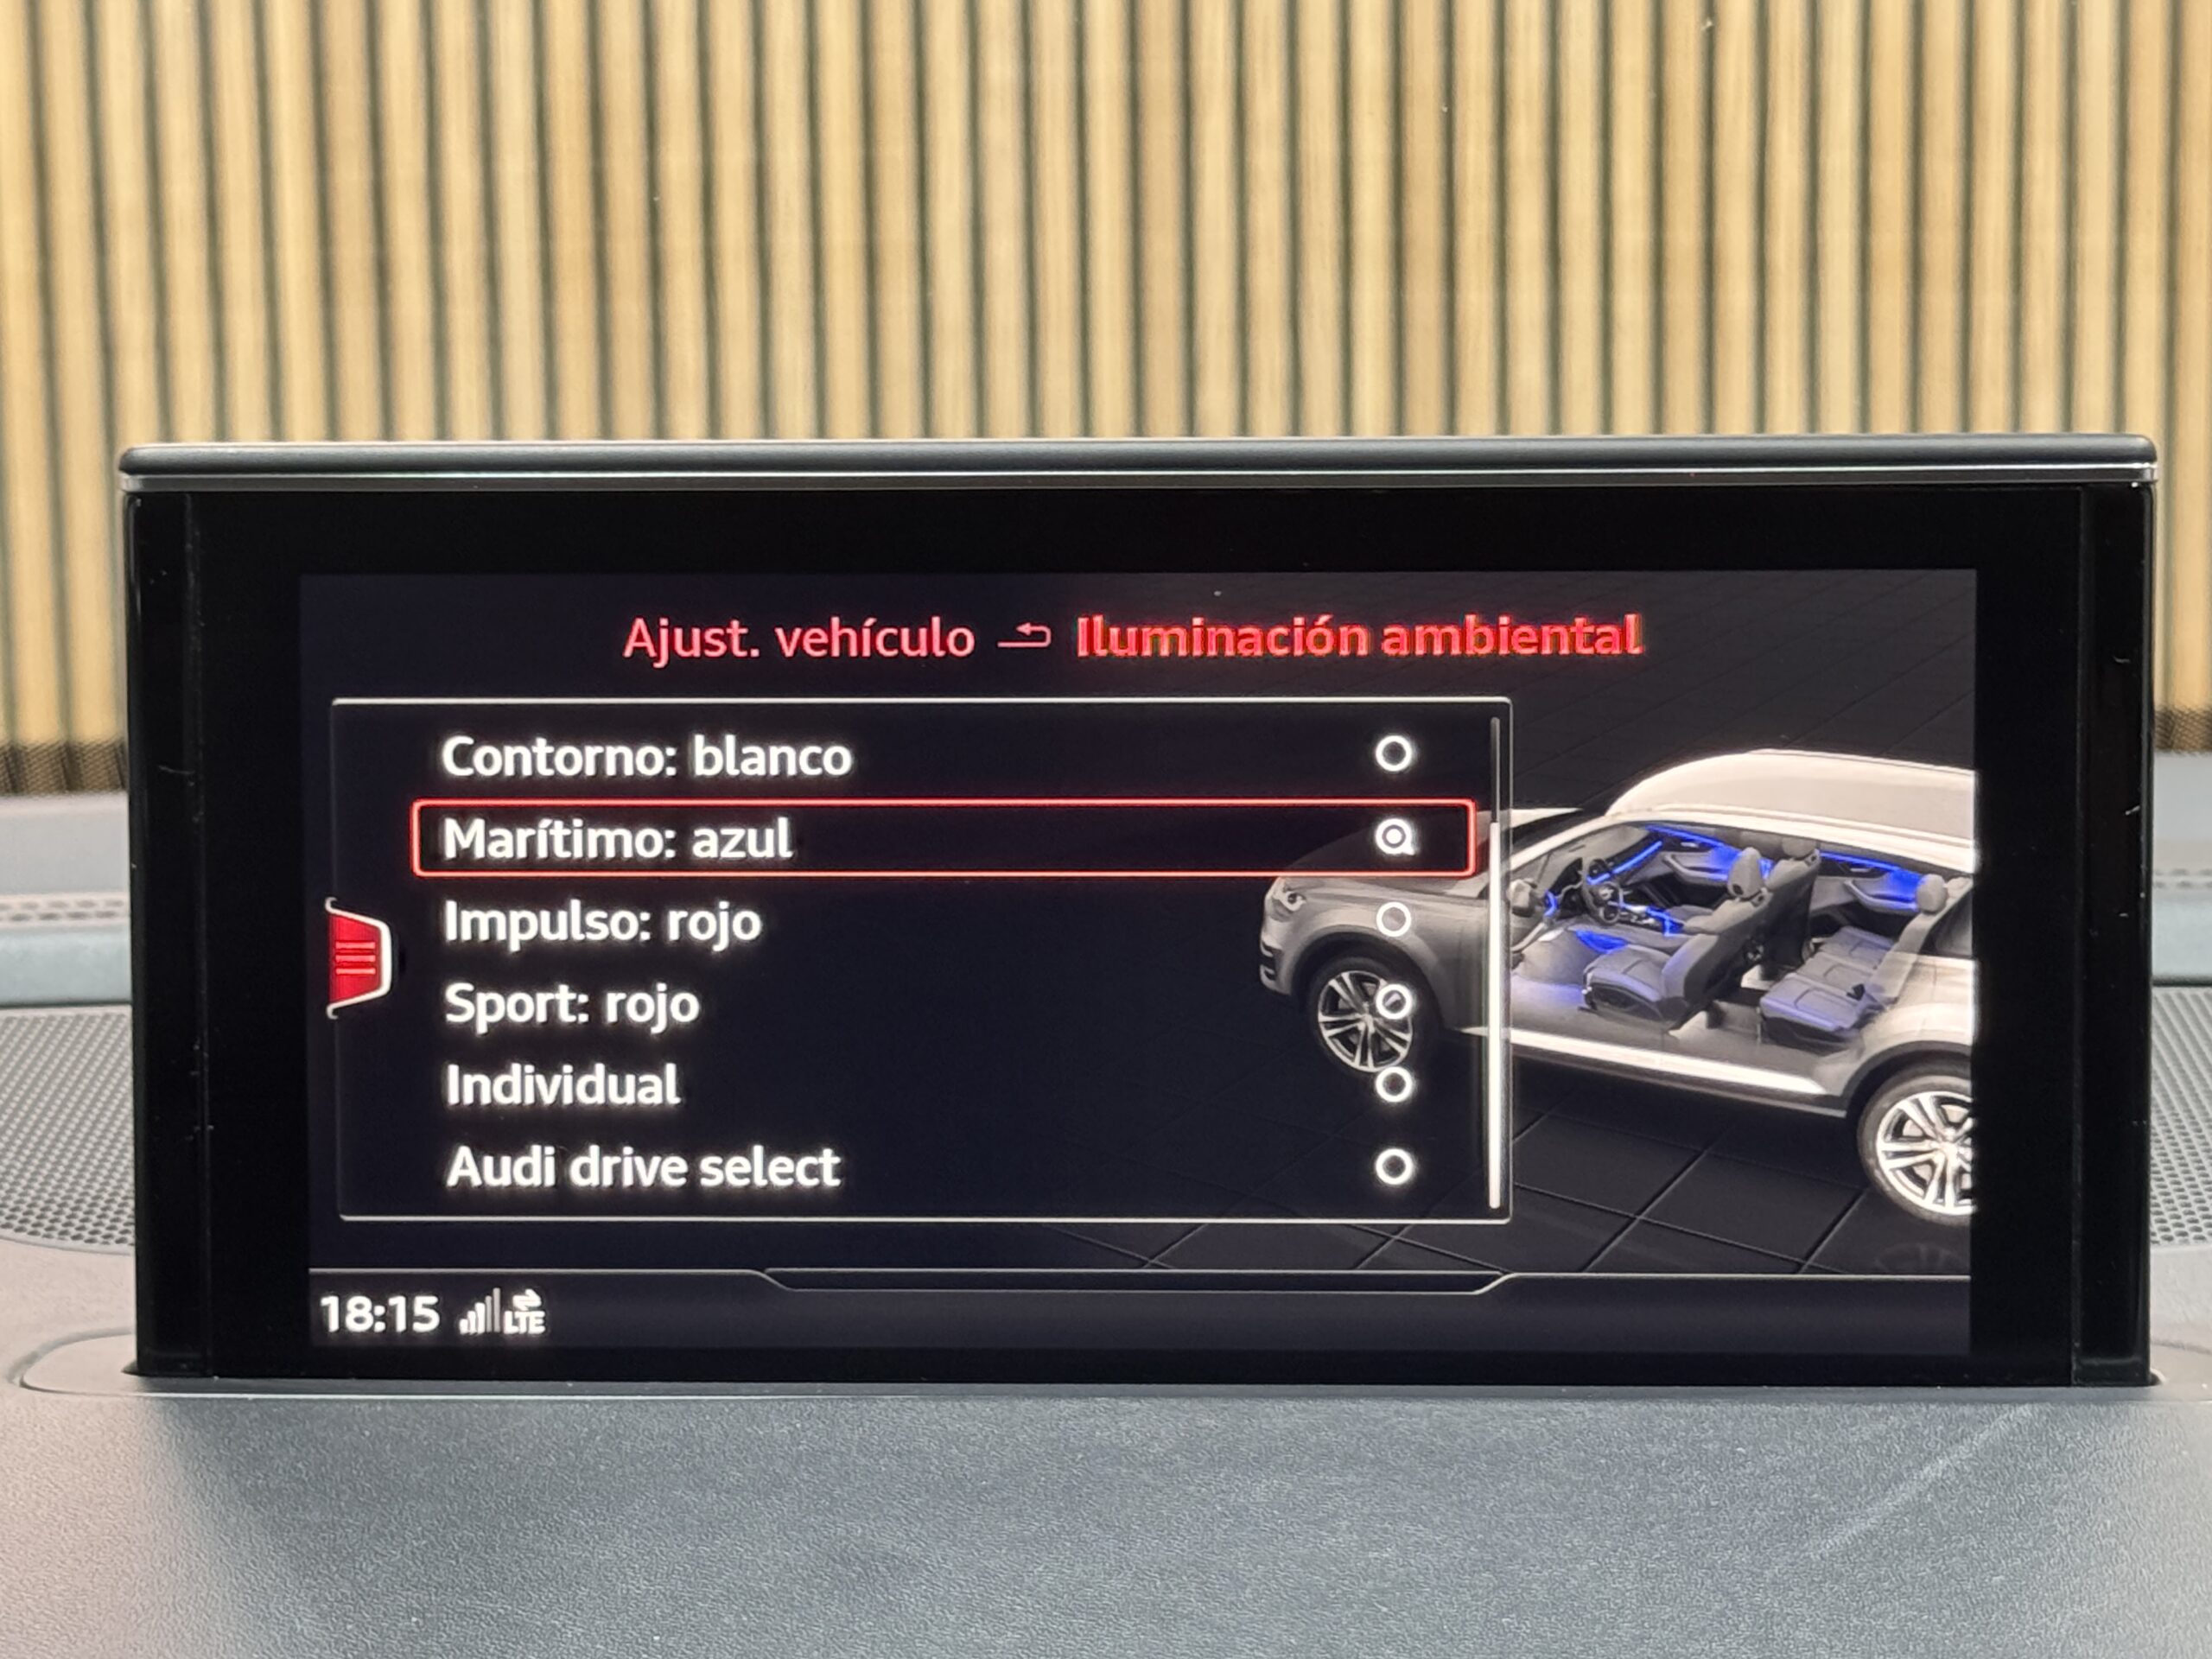 Ajust. vehículo Iluminación ambiental
Contorno: blanco
Marítimo: azul
Impulso: rojo
Sport: rojo
Individual
Audi drive select
18:15 LTE